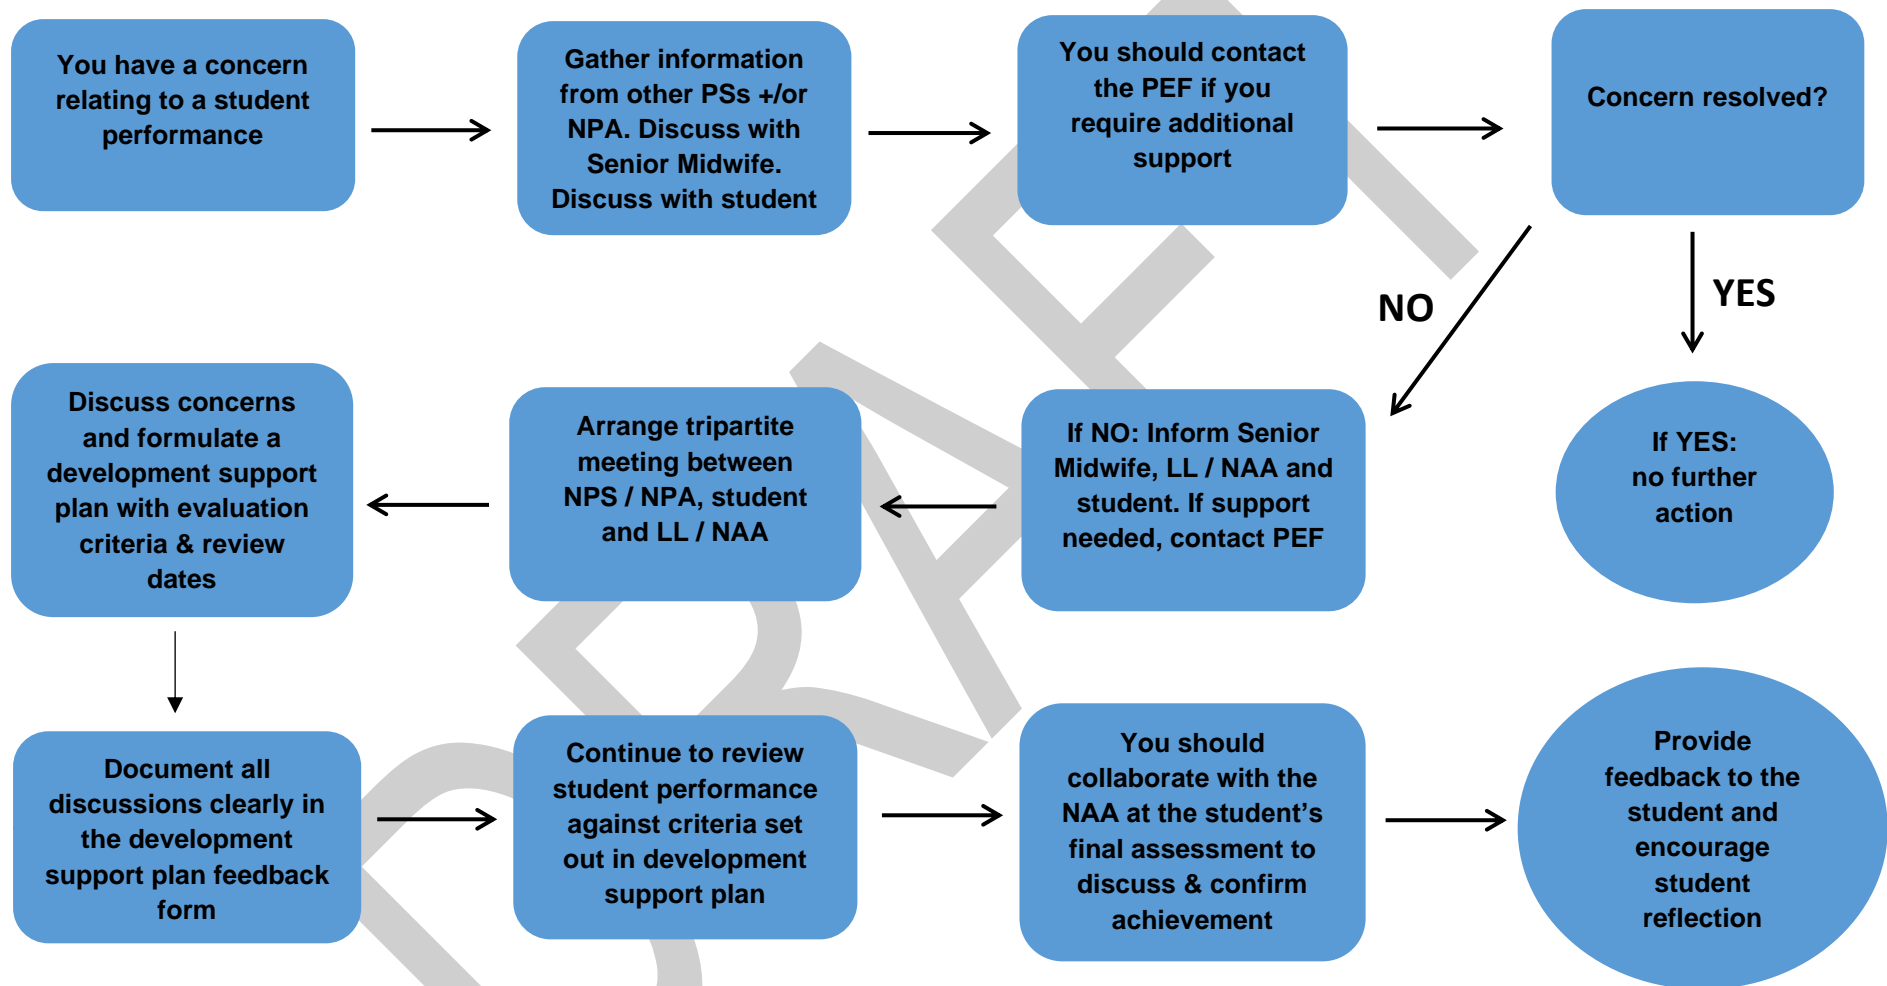 You have a concern
relating to a student
performance
Gather information
from other PSs +/or
NPA. Discuss with
Senior Midwife.
Discuss with student
You should contact
the PEF if you
require additional
support
Concern resolved?
NO
YES
If YES:
no further
action
If NO: Inform Senior
Midwife, LL / NAA and
student. If support
needed, contact PEF
Arrange tripartite
meeting between
NPS / NPA, student
and LL / NAA
Discuss concerns
and formulate a
development support
plan with evaluation
criteria & review
dates
Document all
discussions clearly in
the development
support plan feedback
form
Continue to review
student performance
against criteria set
out in development
support plan
You should
collaborate with the
NAA at the student’s
final assessment to
discuss & confirm
achievement
Provide
feedback to the
student and
encourage
student
reflection
DRAFT